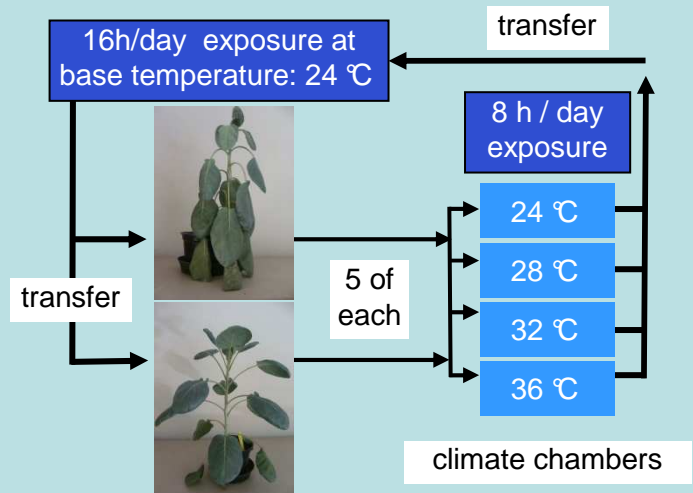 transfer
16h/day exposure at
base temperature: 24 ℃
8 h / day
exposure
24 ℃
28 ℃
32 ℃
36 ℃
5 of
each
transfer
climate chambers